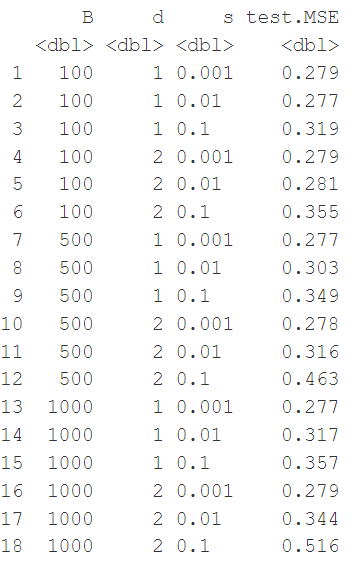 B d s test.MSE
<dbl> <dbl> <dbl> <dbl>
1 100 1 0.001 0.279
2 100 1 0.01 0.277
3 100 1 0.1 0.319
4 100 2 0.001 0.279
5 100 2 0.01 0.281
6 100 2 0.1 0.355
7 500 1 0.001 0.277
8 500 1 0.01 0.303
9 500 1 0.1 0.349
10 500 2 0.001 0.278
11 500 2 0.01 0.316
12 500 2 0.1 0.463
13 1000 1 0.001 0.277
14 1000 1 0.01 0.317
15 1000 1 0.1 0.357
16 1000 2 0.001 0.279
17 1000 2 0.01 0.344
18 1000 2 0.1 0.516